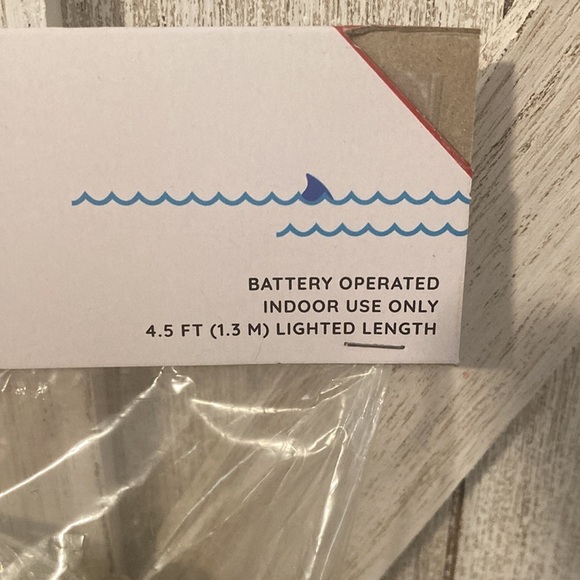 BATTERY OPERATED
INDOOR USE ONLY
4.5 FT (1.3 M) LIGHTED LENGTH